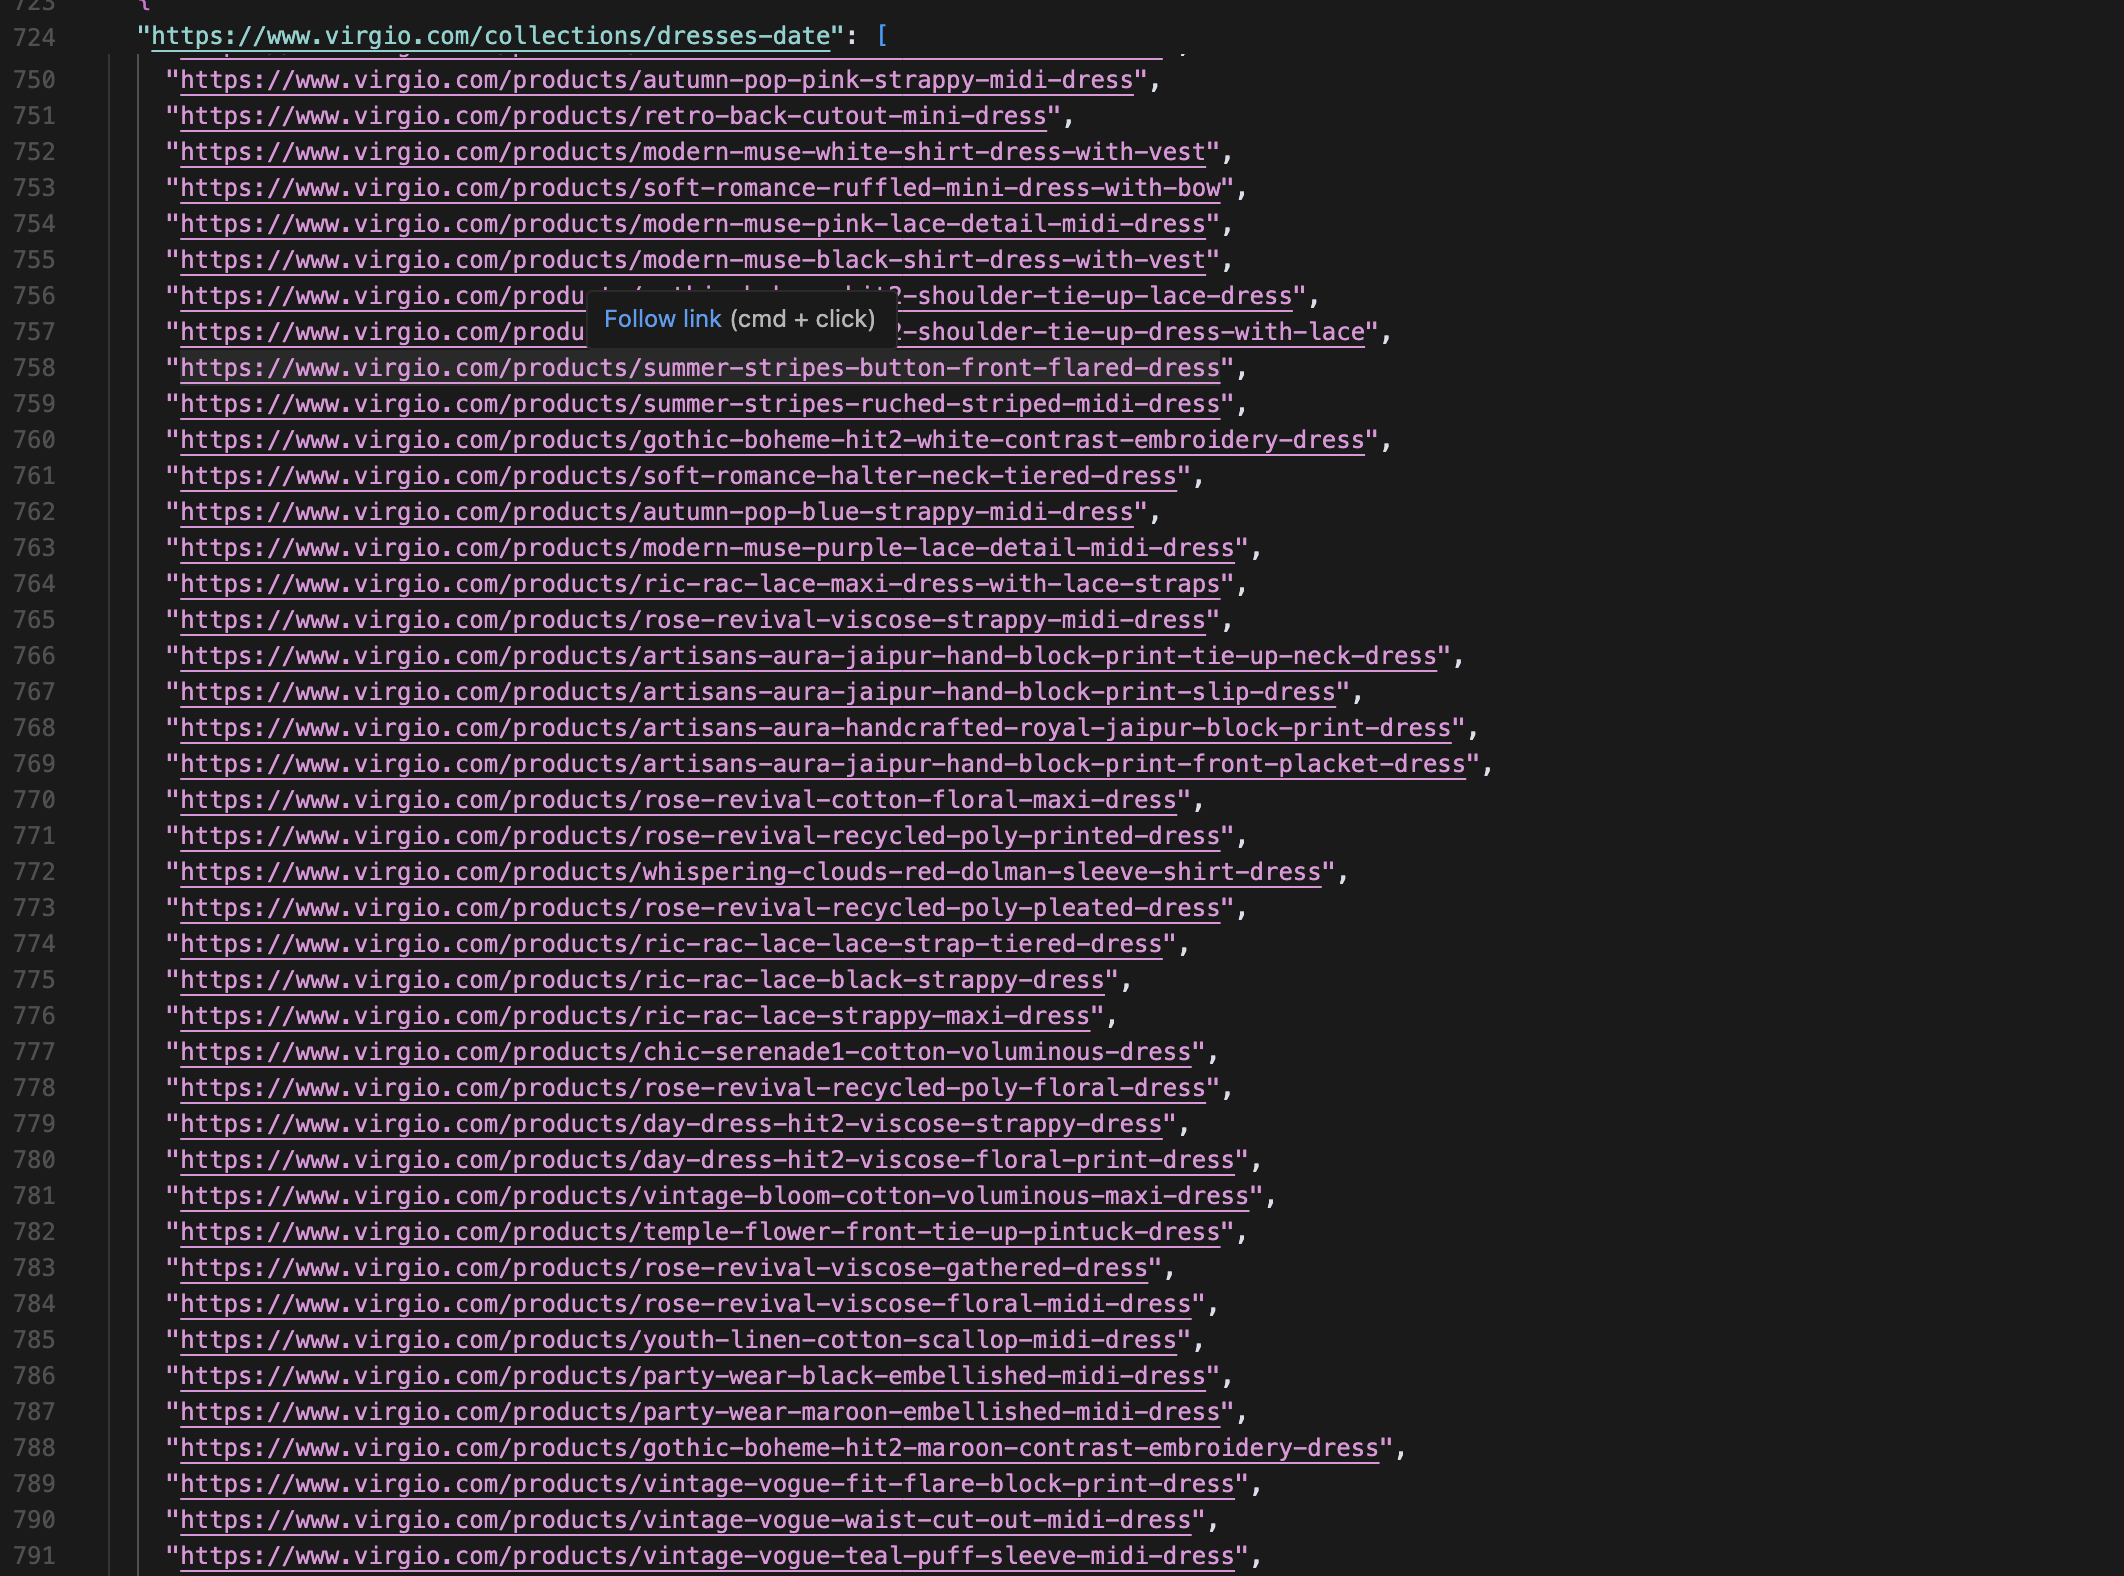 723 {
724 "https://www.virgio.com/collections/dresses-date": [
750 "https://www.virgio.com/products/autumn-pop-pink-strappy-midi-dress",
751 "https://www.virgio.com/products/retro-back-cutout-mini-dress",
752 "https://www.virgio.com/products/modern-muse-white-shirt-dress-with-vest",
753 "https://www.virgio.com/products/soft-romance-ruffled-mini-dress-with-bow",
754 "https://www.virgio.com/products/modern-muse-pink-lace-detail-midi-dress",
755 "https://www.virgio.com/products/modern-muse-black-shirt-dress-with-vest",
756 "https://www.virgio.com/produ 2-shoulder-tie-up-lace-dress",
Follow link (cmd + click)
757 "https://www.virgio.com/produ -shoulder-tie-up-dress-with-lace",
758 "https://www.virgio.com/products/summer-stripes-button-front-flared-dress",
759 "https://www.virgio.com/products/summer-stripes-ruched-striped-midi-dress",
760 "https://www.virgio.com/products/gothic-boheme-hit2-white-contrast-embroidery-dress",
761 "https://www.virgio.com/products/soft-romance-halter-neck-tiered-dress",
762 "https://www.virgio.com/products/autumn-pop-blue-strappy-midi-dress",
763 "https://www.virgio.com/products/modern-muse-purple-lace-detail-midi-dress",
764 "https://www.virgio.com/products/ric-rac-lace-maxi-dress-with-lace-straps",
765 "https://www.virgio.com/products/rose-revival-viscose-strappy-midi-dress",
766 "https://www.virgio.com/products/artisans-aura-jaipur-hand-block-print-tie-up-neck-dress",
767 "https://www.virgio.com/products/artisans-aura-jaipur-hand-block-print-slip-dress",
768 "https://www.virgio.com/products/artisans-aura-handcrafted-royal-jaipur-block-print-dress",
769 "https://www.virgio.com/products/artisans-aura-jaipur-hand-block-print-front-placket-dress",
770 "https://www.virgio.com/products/rose-revival-cotton-floral-maxi-dress",
771 "https://www.virgio.com/products/rose-revival-recycled-poly-printed-dress",
772 "https://www.virgio.com/products/whispering-clouds-red-dolman-sleeve-shirt-dress",
773 "https://www.virgio.com/products/rose-revival-recycled-poly-pleated-dress",
774 "https://www.virgio.com/products/ric-rac-lace-lace-strap-tiered-dress",
775 "https://www.virgio.com/products/ric-rac-lace-black-strappy-dress",
776 "https://www.virgio.com/products/ric-rac-lace-strappy-maxi-dress",
777 "https://www.virgio.com/products/chic-serenade1-cotton-voluminous-dress",
778 "https://www.virgio.com/products/rose-revival-recycled-poly-floral-dress",
779 "https://www.virgio.com/products/day-dress-hit2-viscose-strappy-dress",
780 "https://www.virgio.com/products/day-dress-hit2-viscose-floral-print-dress",
781 "https://www.virgio.com/products/vintage-bloom-cotton-voluminous-maxi-dress",
782 "https://www.virgio.com/products/temple-flower-front-tie-up-pintuck-dress",
783 "https://www.virgio.com/products/rose-revival-viscose-gathered-dress",
784 "https://www.virgio.com/products/rose-revival-viscose-floral-midi-dress",
785 "https://www.virgio.com/products/youth-linen-cotton-scallop-midi-dress",
786 "https://www.virgio.com/products/party-wear-black-embellished-midi-dress",
787 "https://www.virgio.com/products/party-wear-maroon-embellished-midi-dress",
788 "https://www.virgio.com/products/gothic-boheme-hit2-maroon-contrast-embroidery-dress",
789 "https://www.virgio.com/products/vintage-vogue-fit-flare-block-print-dress",
790 "https://www.virgio.com/products/vintage-vogue-waist-cut-out-midi-dress",
791 "https://www.virgio.com/products/vintage-vogue-teal-puff-sleeve-midi-dress",